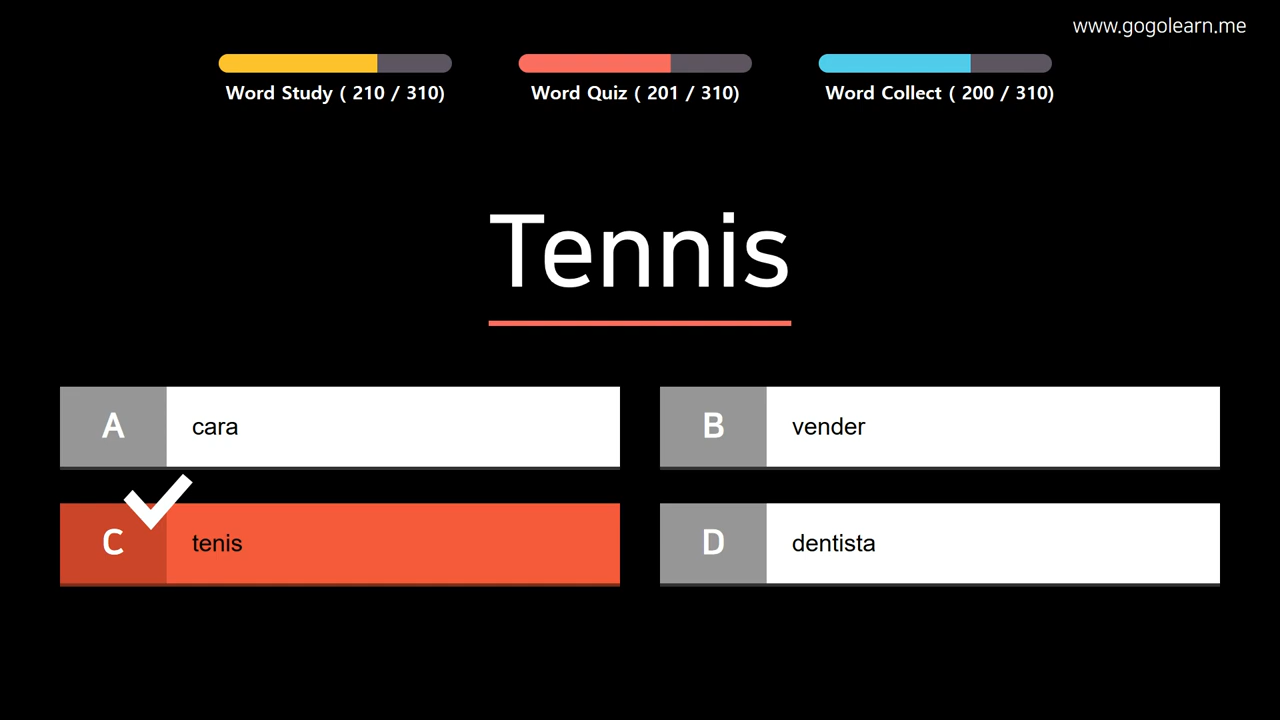 www.gogolearn.me
Word Study ( 210 / 310)
Word Quiz ( 201 / 310)
Word Collect ( 200 / 310)
Tennis
A cara
B vender
C tenis
D dentista